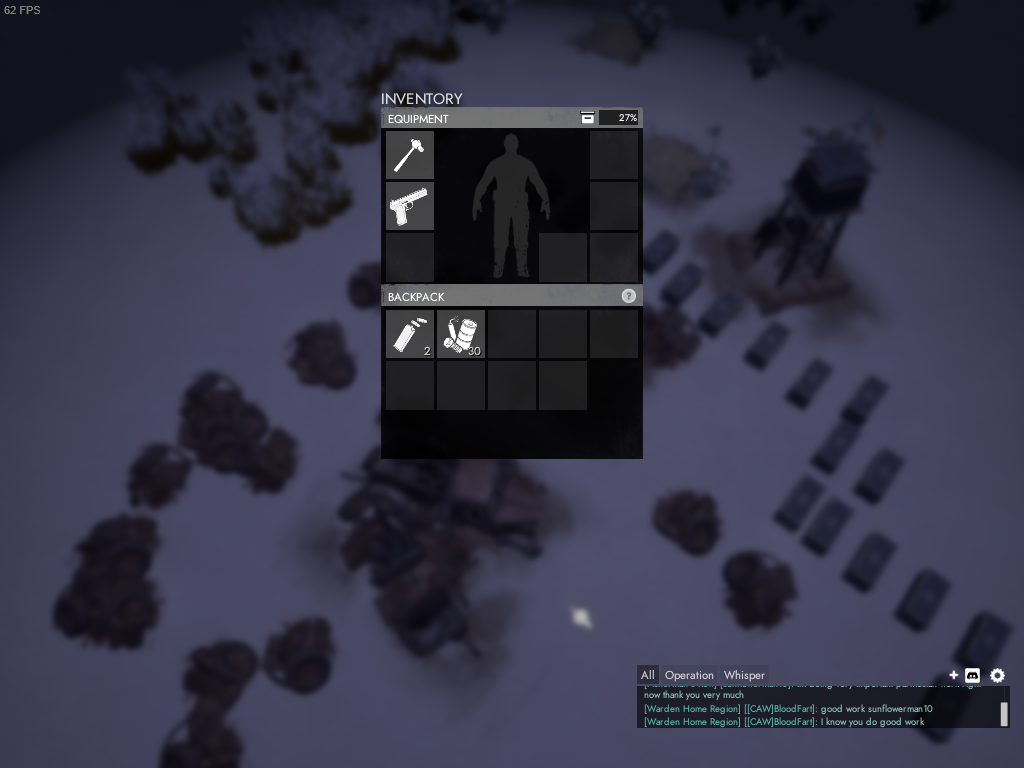 62 FPS
INVENTORY
EQUIPMENT
27%
BACKPACK
?
2
30
All Operation Whisper
now thank you very much
[Warden Home Region] [[CAW]BloodFart]: good work sunflowerman10
[Warden Home Region] [[CAW]BloodFart]: I know you do good work